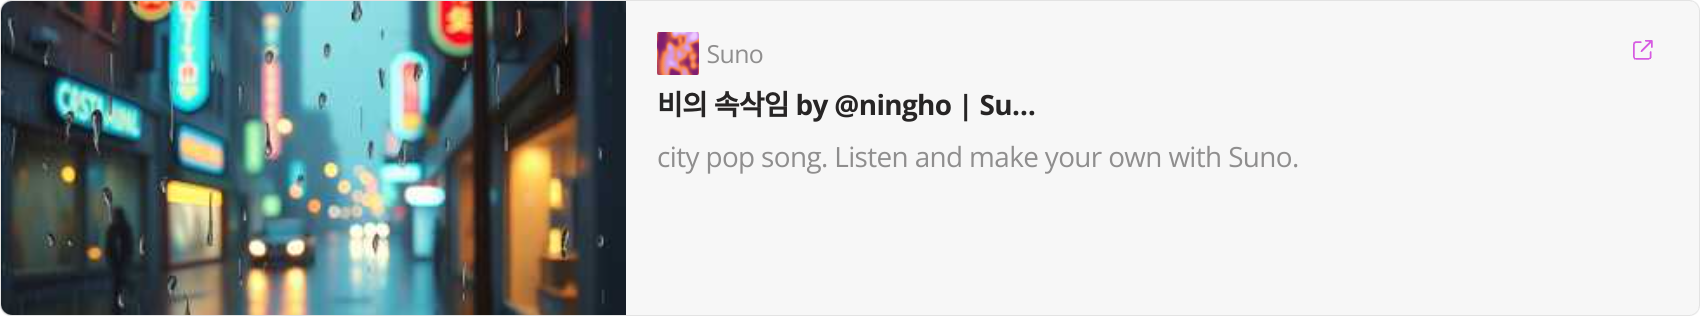 Suno
비의 속삭임 by @ningho | Su...
city pop song. Listen and make your own with Suno.